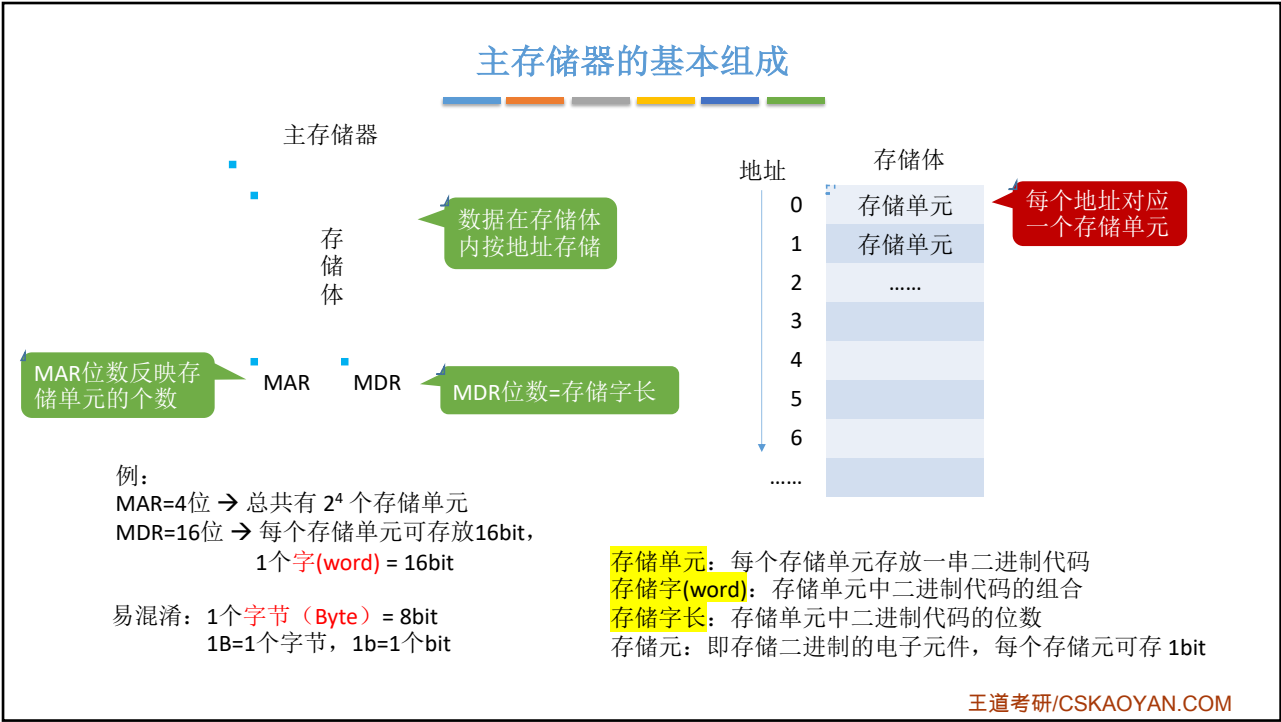 主存储器的基本组成
主存储器
存
储
体
数据在存储体
内按地址存储
MAR位数反映存
储单元的个数
MAR
MDR
MDR位数=存储字长
地址
存储体
0
存储单元
1
存储单元
2
……
3
4
5
6
……
每个地址对应
一个存储单元
例：
MAR=4位 → 总共有 2⁴ 个存储单元
MDR=16位 → 每个存储单元可存放16bit，
1个字(word) = 16bit
易混淆：1个字节（Byte）= 8bit
1B=1个字节，1b=1个bit
存储单元：每个存储单元存放一串二进制代码
存储字(word)：存储单元中二进制代码的组合
存储字长：存储单元中二进制代码的位数
存储元：即存储二进制的电子元件，每个存储元可存 1bit
王道考研/CSKAOYAN.COM